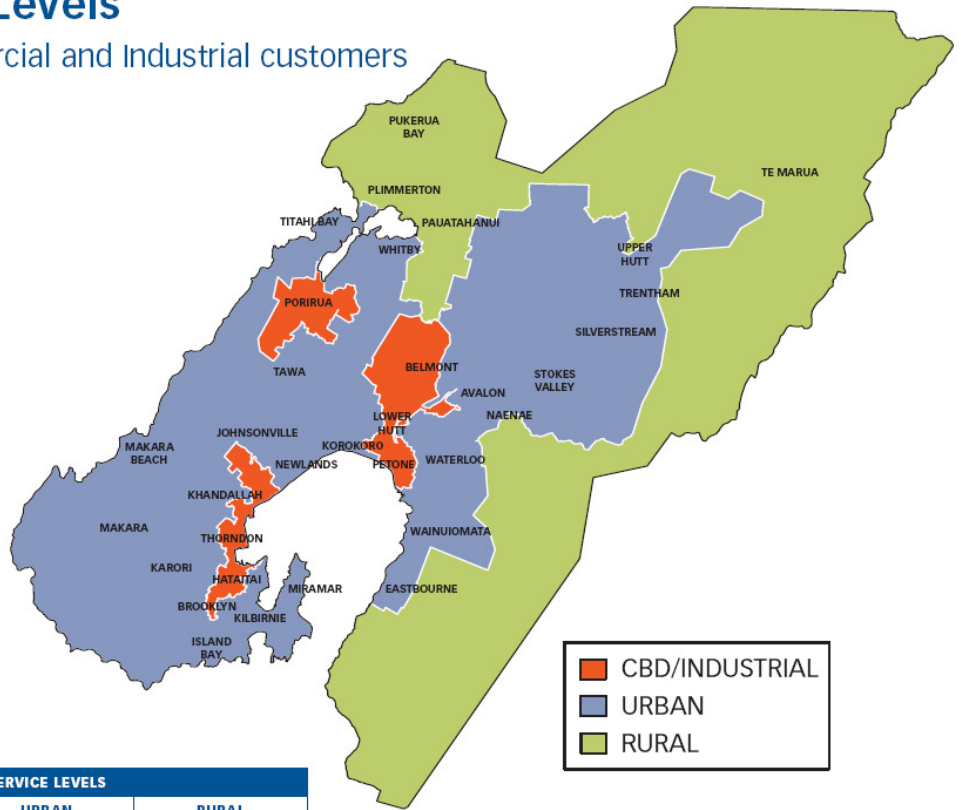 Levels
rcial and Industrial customers
PUKERUA
BAY
TE MARUA
PLIMMERTON
TITAHI BAY
PAUATAHANUI
WHITBY
UPPER
HUTT
TRENTHAM
PORIRUA
SILVERSTREAM
BELMONT
TAWA
STOKES
VALLEY
AVALON
NAENAE
LOWER
HUTT
JOHNSONVILLE
KOROKORO
MAKARA
BEACH
NEWLANDS
PETONE
WATERLOO
KHANDALLAH
MAKARA
WAINUIOMATA
THORNDON
KARORI
HATAITAI
MIRAMAR
EASTBOURNE
BROOKLYN
KILBIRNIE
ISLAND
BAY
CBD/INDUSTRIAL
URBAN
RURAL
ERVICE LEVELS
URBAN
RURAL